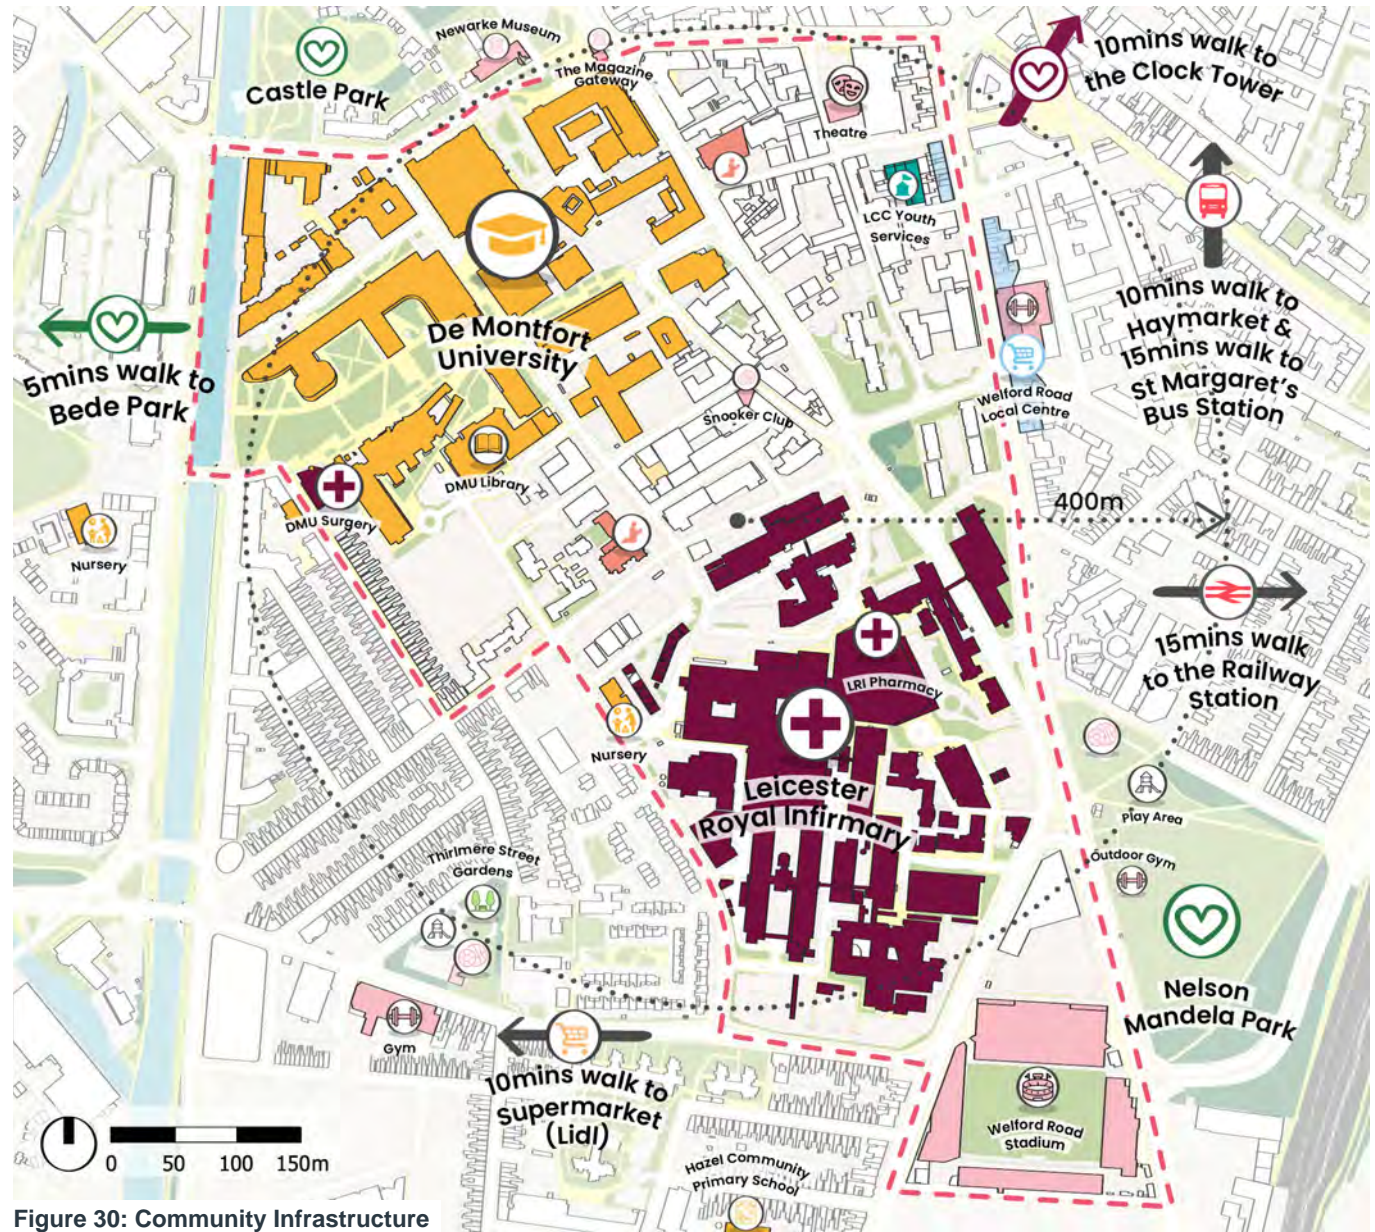 Newarke Museum
The Magazine
Gateway
Castle Park
10mins walk to
the Clock Tower
Theatre
LCC Youth
Services
De Montfort
University
5mins walk to
Bede Park
10mins walk to
Haymarket &
15mins walk to
St Margaret's
Bus Station
Welford Road
Local Centre
Snooker Club
DMU Library
DMU Surgery
400m
Nursery
15mins walk
to the Railway
Station
LRI Pharmacy
Nursery
Leicester
Royal Infirmary
Play Area
Outdoor Gym
Thirlmere Street
Gardens
Nelson
Mandela Park
Gym
10mins walk to
Supermarket
(Lidl)
Welford Road
Stadium
0 50 100 150m
Hazel Community
Primary School
Figure 30: Community Infrastructure